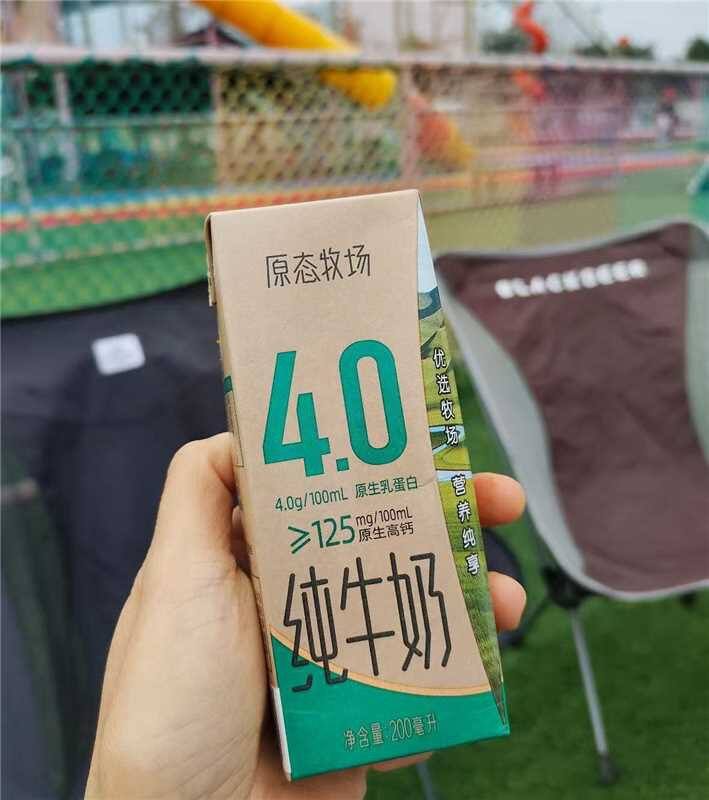 原态牧场
4.0
4.0g/100mL 原生乳蛋白
≥125 mg/100mL
原生高钙
纯牛奶
净含量:200毫升
优选牧场 营养纯享
BLACKDEER